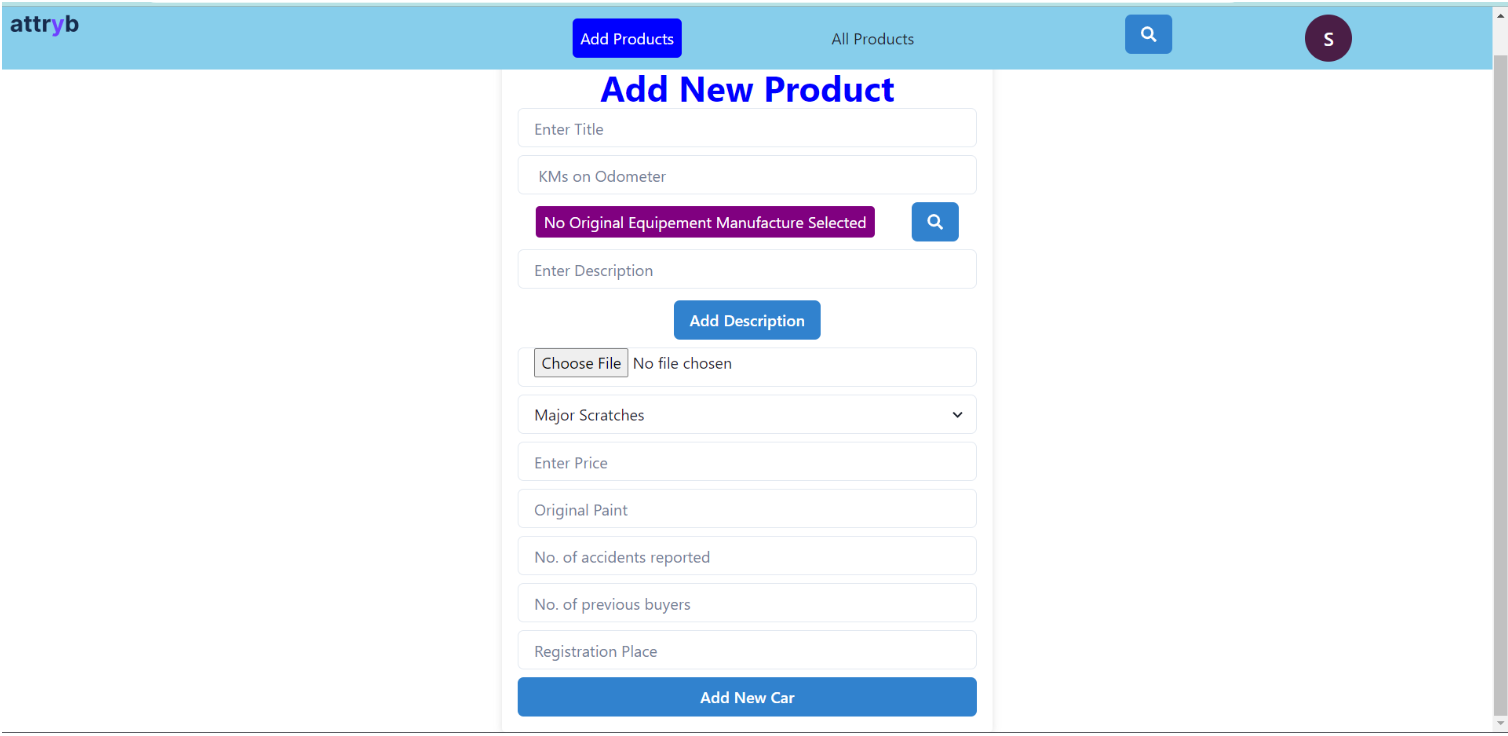 attryb
Add Products
All Products
S
Add New Product
Enter Title
KMs on Odometer
No Original Equipement Manufacture Selected
Enter Description
Add Description
Choose File No file chosen
Major Scratches
Enter Price
Original Paint
No. of accidents reported
No. of previous buyers
Registration Place
Add New Car